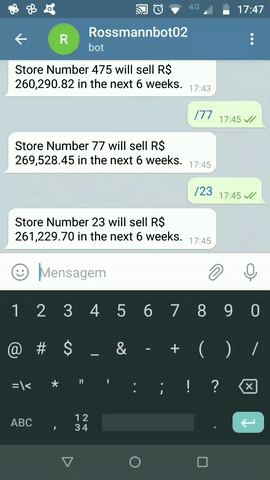 4G 17:47
Rossmannbot02
R
bot
Store Number 475 will sell R$
260,290.82 in the next 6 weeks. 17:43
/77 17:45
Store Number 77 will sell R$
269,528.45 in the next 6 weeks. 17:45
/23 17:45
Store Number 23 will sell R$
261,229.70 in the next 6 weeks. 17:45
Mensagem
1 2 3 4 5 6 7 8 9 0
@ # $ _ & - + ( ) /
=\< * " ' : ; ! ?
ABC , 12 .
34